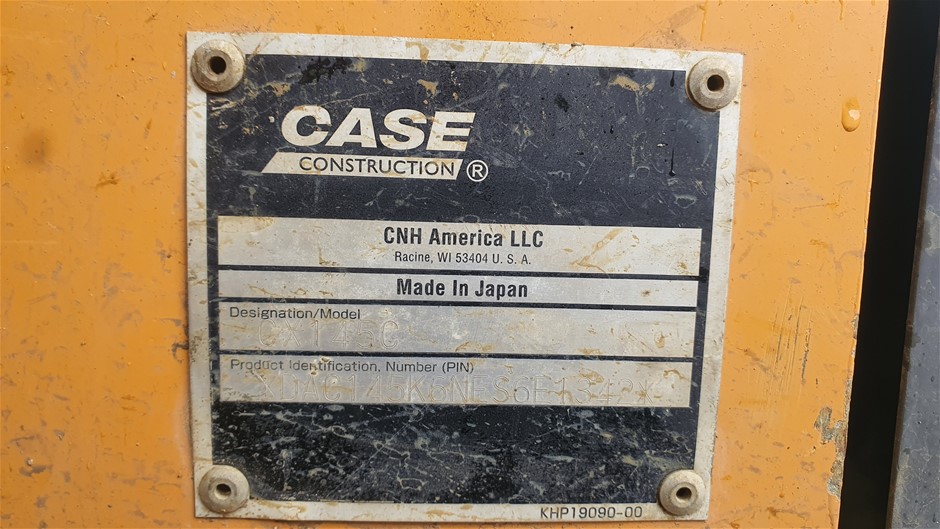 CASE
CONSTRUCTION ®
CNH America LLC
Racine, WI 53404 U. S. A.
Made In Japan
Designation/Model
CX145C
Product Identification, Number (PIN)
KHP19090-00